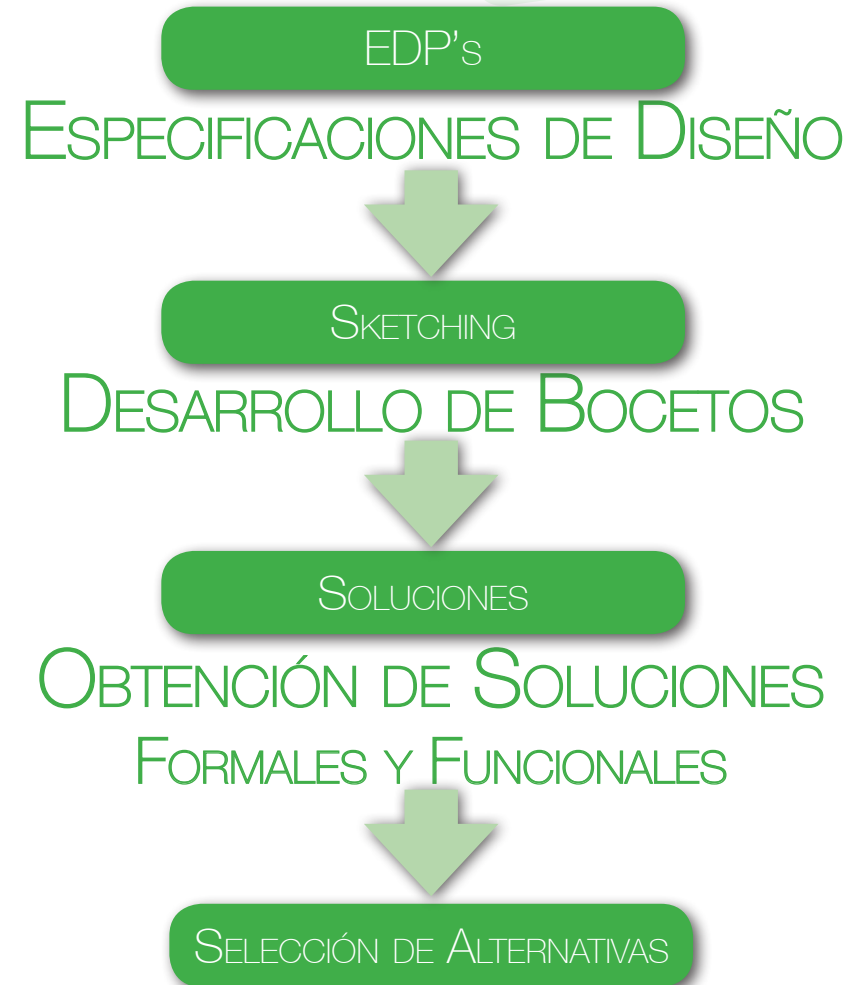 EDP's
Especificaciones de Diseño
Sketching
Desarrollo de Bocetos
Soluciones
Obtención de Soluciones
Formales y Funcionales
Selección de Alternativas